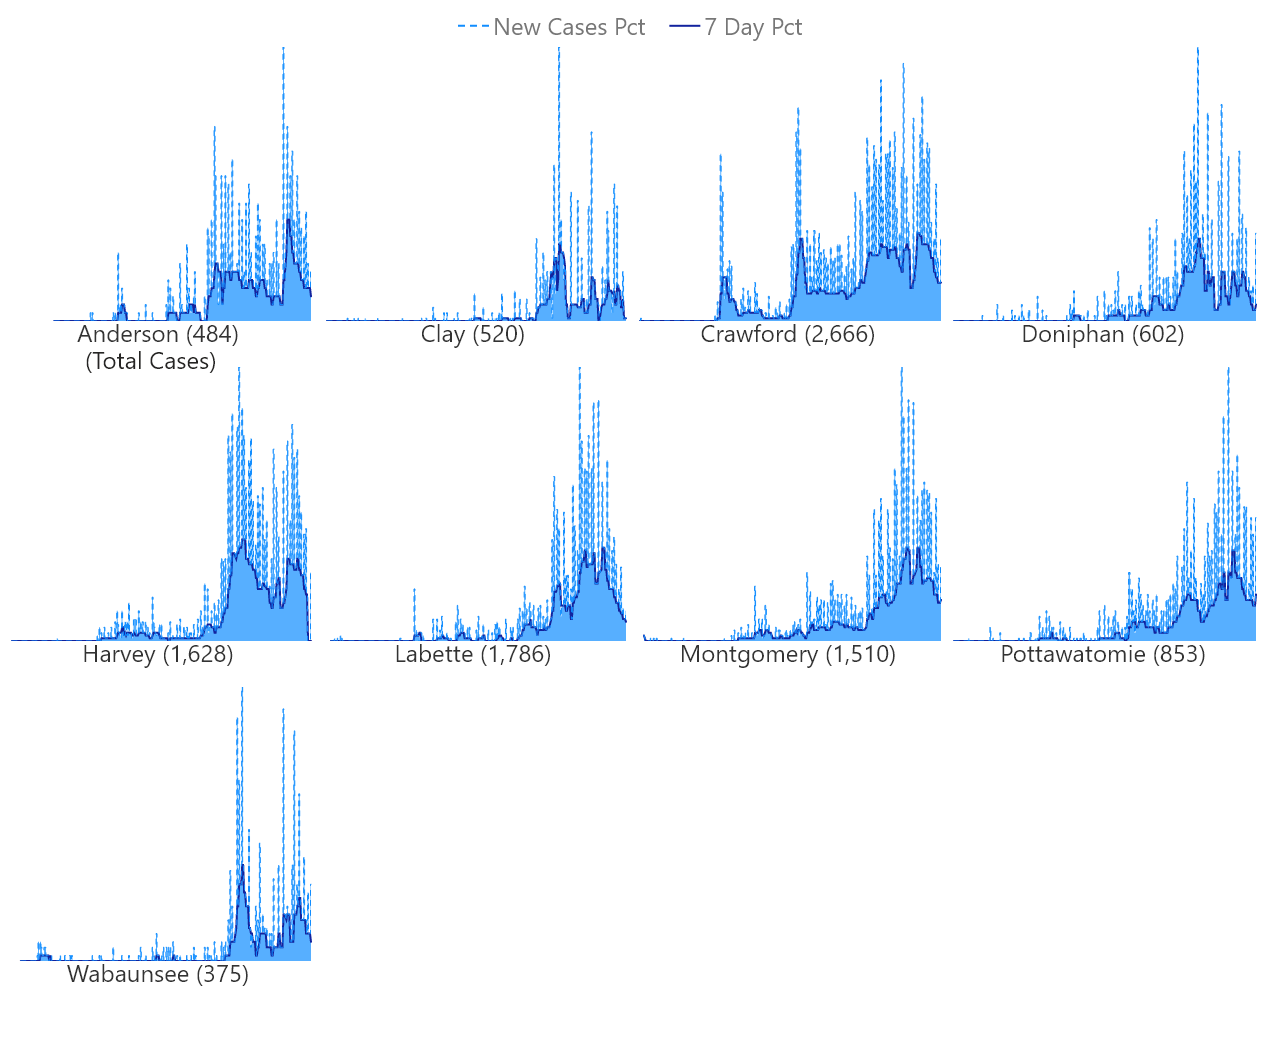 New Cases Pct 7 Day Pct
Anderson (484) Clay (520) Crawford (2,666) Doniphan (602)
(Total Cases)
Harvey (1,628) Labette (1,786) Montgomery (1,510) Pottawatomie (853)
Wabaunsee (375)